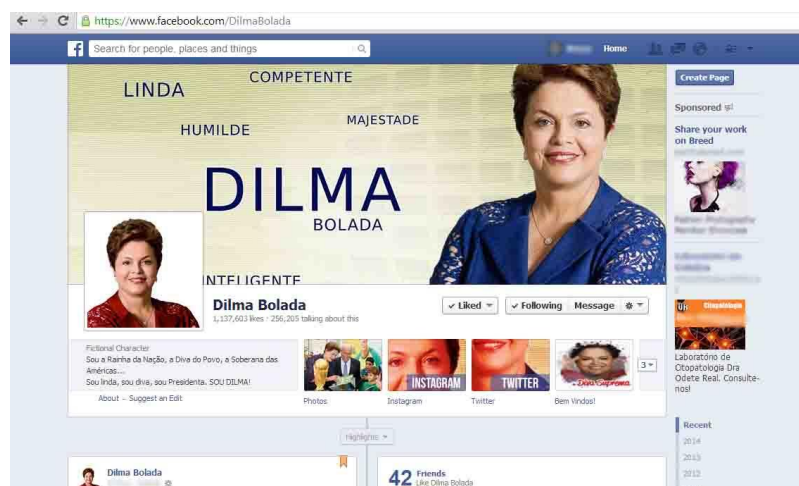 https://www.facebook.com/DilmaBolada
Search for people, places and things
Home
LINDA
COMPETENTE
HUMILDE
MAJESTADE
DILMA
BOLADA
INTELIGENTE
Dilma Bolada
1,137,603 likes · 256,205 talking about this
Liked
Following
Message
Fictional Character
Sou a Rainha da Nação, a Diva do Povo, a Soberana das
Américas...
Sou linda, sou diva, sou Presidenta. SOU DILMA!
About – Suggest an Edit
Photos
INSTAGRAM
Instagram
TWITTER
Twitter
Diva Suprema
Bem Vindos!
3
Highlights
Dilma Bolada
42 Friends
Like Dilma Bolada
Create Page
Sponsored
Share your work
on Breed
Citopatologia
Laboratório de
Citopatologia Dra
Odete Real. Consulte-
nos!
Recent
2014
2013
2012